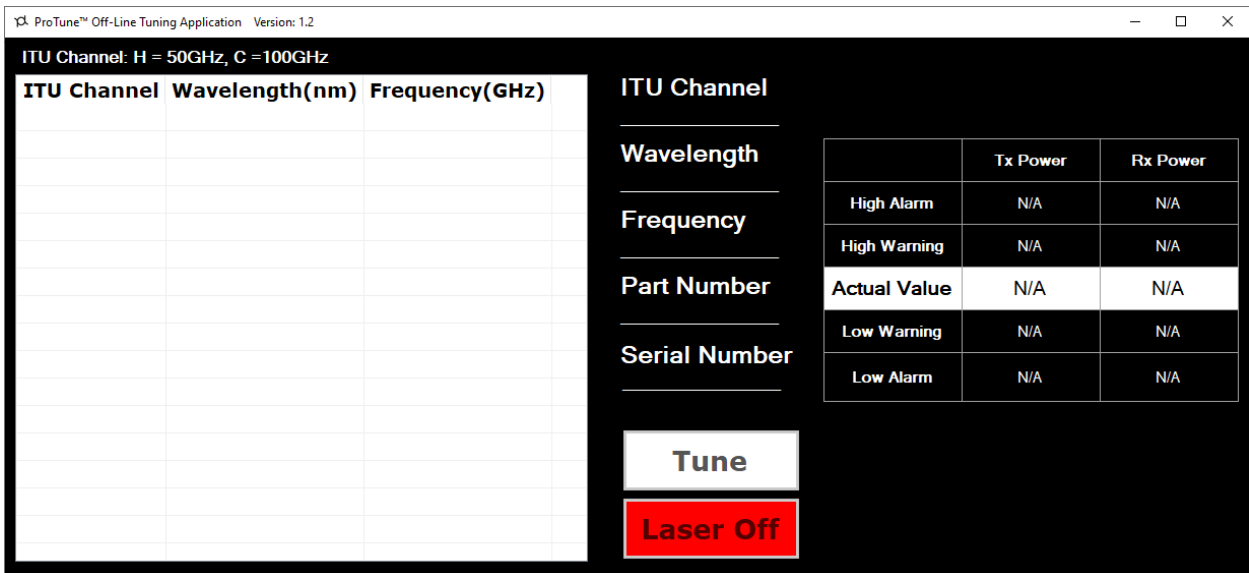 ProTune™ Off-Line Tuning Application Version: 1.2
ITU Channel: H = 50GHz, C =100GHz
ITU Channel Wavelength(nm) Frequency(GHz)
ITU Channel
Wavelength
Frequency
Part Number
Serial Number
Tx Power Rx Power
High Alarm N/A N/A
High Warning N/A N/A
Actual Value N/A N/A
Low Warning N/A N/A
Low Alarm N/A N/A
Tune
Laser Off